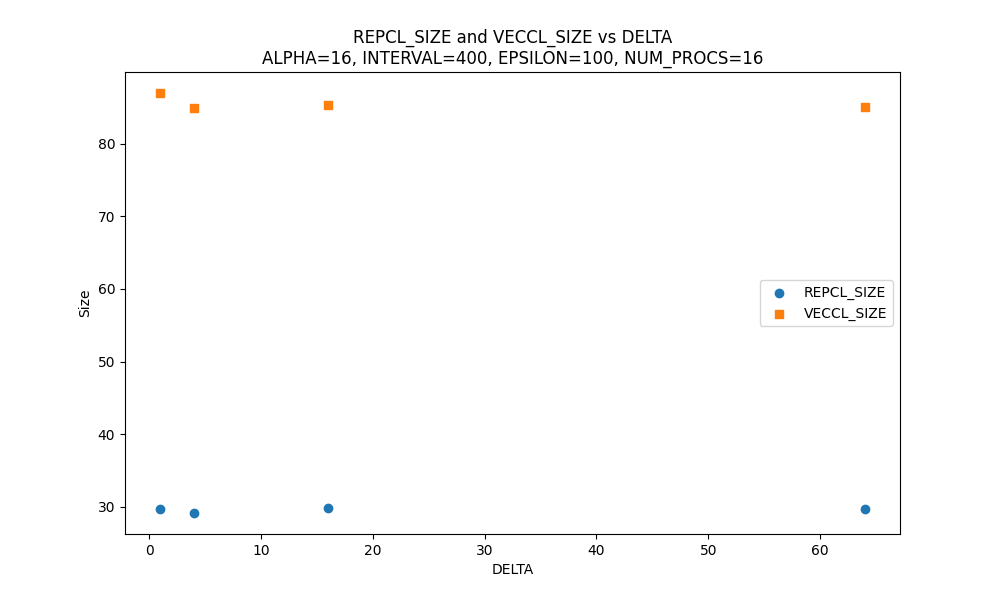 REPCL_SIZE and VECCL_SIZE vs DELTA
ALPHA=16, INTERVAL=400, EPSILON=100, NUM_PROCS=16
80
70
60
50
40
30
Size
REPCL_SIZE
VECCL_SIZE
0 10 20 30 40 50 60
DELTA